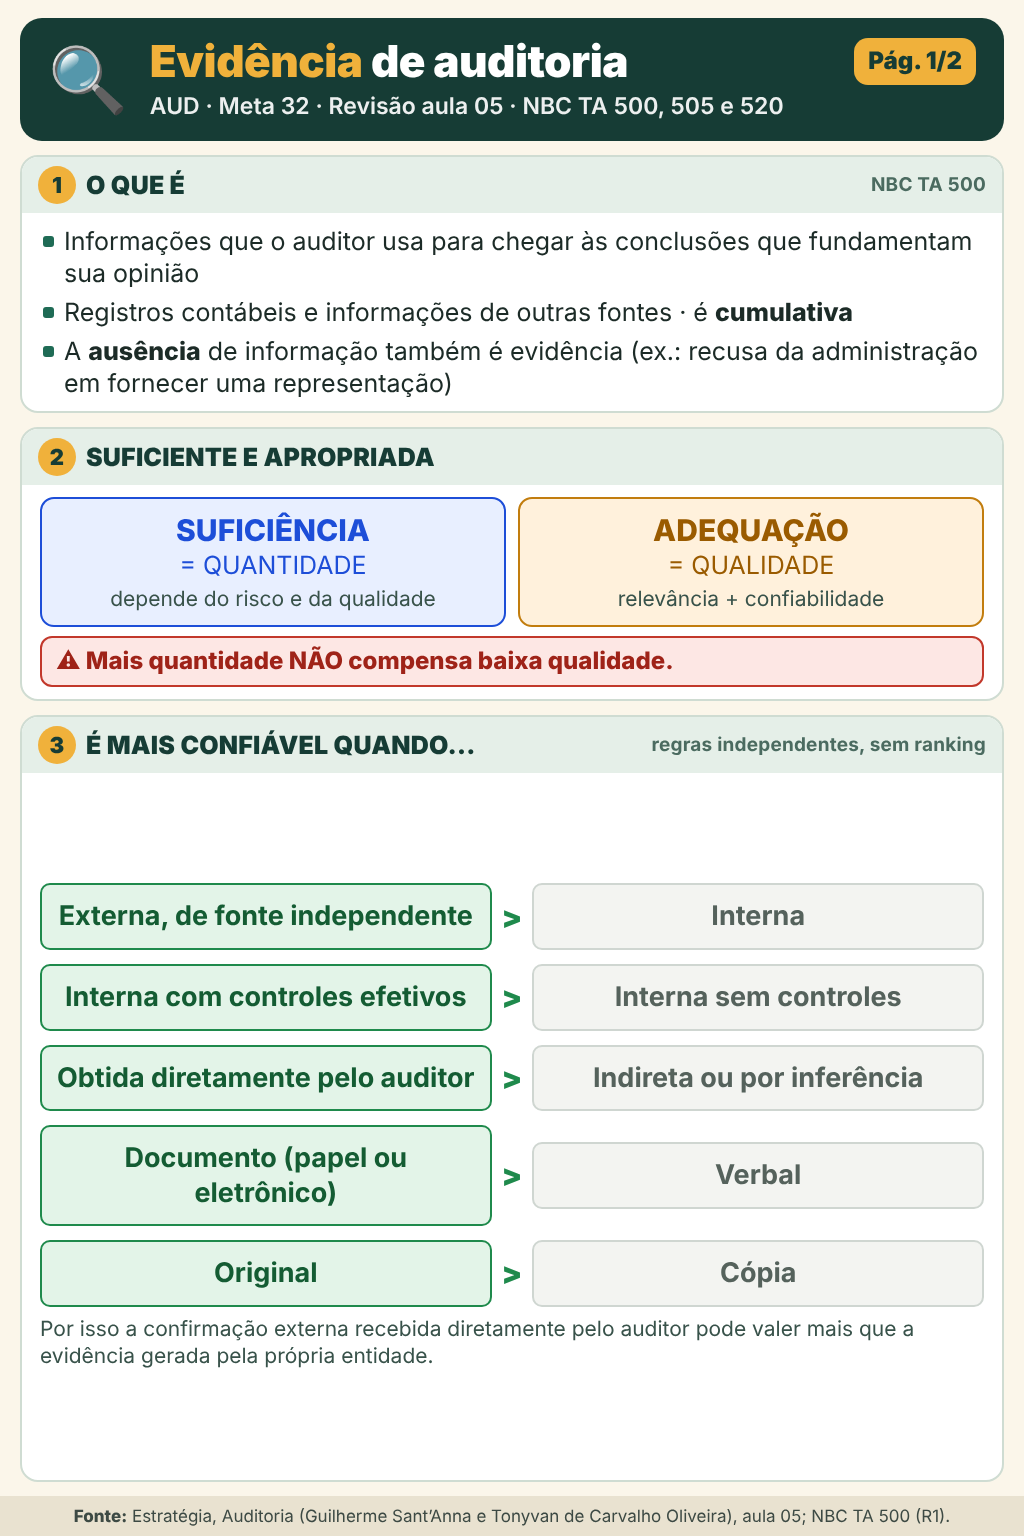 Evidência de auditoria
Pág. 1/2
AUD · Meta 32 · Revisão aula 05 · NBC TA 500, 505 e 520
1 O QUE É
NBC TA 500
Informações que o auditor usa para chegar às conclusões que fundamentam
sua opinião
Registros contábeis e informações de outras fontes · é cumulativa
A ausência de informação também é evidência (ex.: recusa da administração
em fornecer uma representação)
2 SUFICIENTE E APROPRIADA
SUFICIÊNCIA
= QUANTIDADE
depende do risco e da qualidade
ADEQUAÇÃO
= QUALIDADE
relevância + confiabilidade
⚠ Mais quantidade NÃO compensa baixa qualidade.
3 É MAIS CONFIÁVEL QUANDO...
regras independentes, sem ranking
Externa, de fonte independente > Interna
Interna com controles efetivos > Interna sem controles
Obtida diretamente pelo auditor > Indireta ou por inferência
Documento (papel ou
eletrônico) > Verbal
Original > Cópia
Por isso a confirmação externa recebida diretamente pelo auditor pode valer mais que a
evidência gerada pela própria entidade.
Fonte: Estratégia, Auditoria (Guilherme Sant’Anna e Tonyvan de Carvalho Oliveira), aula 05; NBC TA 500 (R1).